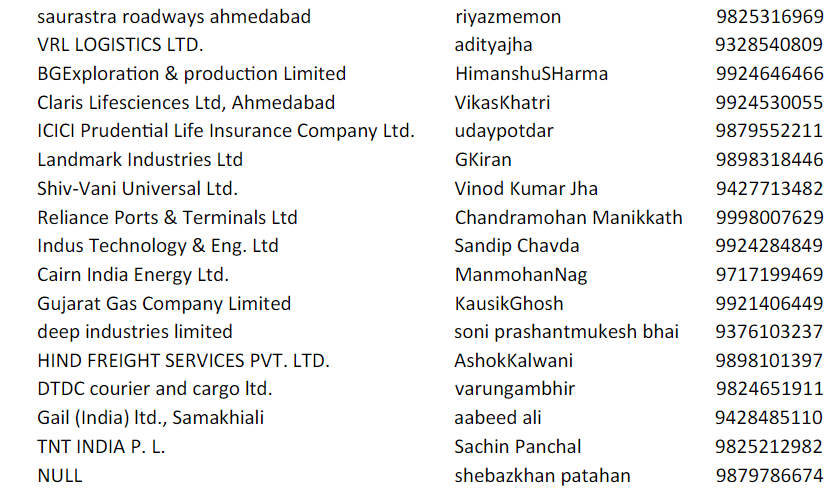 saurastra roadways ahmedabad riyazmemon 9825316969
VRL LOGISTICS LTD. adityajha 9328540809
BGExploration & production Limited HimanshuSHarma 9924646466
Claris Lifesciences Ltd, Ahmedabad VikasKhatri 9924530055
ICICI Prudential Life Insurance Company Ltd. udaypotdar 9879552211
Landmark Industries Ltd GKiran 9898318446
Shiv-Vani Universal Ltd. Vinod Kumar Jha 9427713482
Reliance Ports & Terminals Ltd Chandramohan Manikkath 9998007629
Indus Technology & Eng. Ltd Sandip Chavda 9924284849
Cairn India Energy Ltd. ManmohanNag 9717199469
Gujarat Gas Company Limited KausikGhosh 9921406449
deep industries limited soni prashantmukesh bhai 9376103237
HIND FREIGHT SERVICES PVT. LTD. AshokKalwani 9898101397
DTDC courier and cargo ltd. varungambhir 9824651911
Gail (India) ltd., Samakhiali aabeed ali 9428485110
TNT INDIA P. L. Sachin Panchal 9825212982
NULL shebazkhan patahan 9879786674